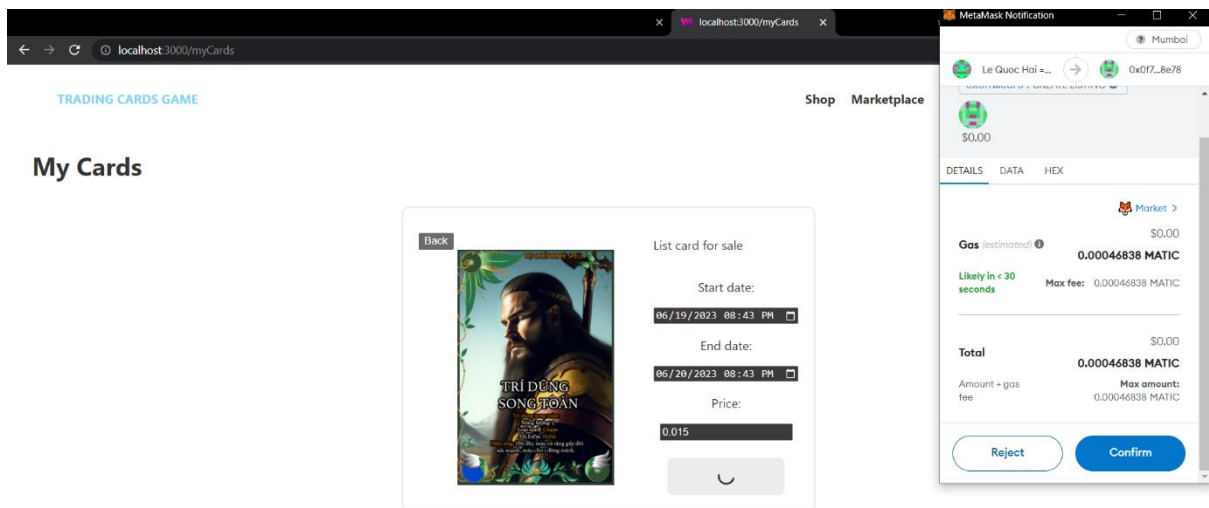 localhost:3000/myCards
MetaMask Notification
localhost:3000/myCards
Mumbai
Le Quoc Hai =...
0x0f7...8e78
TRADING CARDS GAME
Shop Marketplace
$0.00
My Cards
DETAILS DATA HEX
Market >
Back
List card for sale
$0.00
Gas (estimated)
0.00046838 MATIC
Likely in < 30
seconds
Max fee: 0.00046838 MATIC
Start date:
06/19/2023 08:43 PM
End date:
06/20/2023 08:43 PM
Price:
0.015
TRÍ DŨNG
SONG TOÀN
$0.00
Total
0.00046838 MATIC
Amount + gas
fee
Max amount:
0.00046838 MATIC
Reject
Confirm